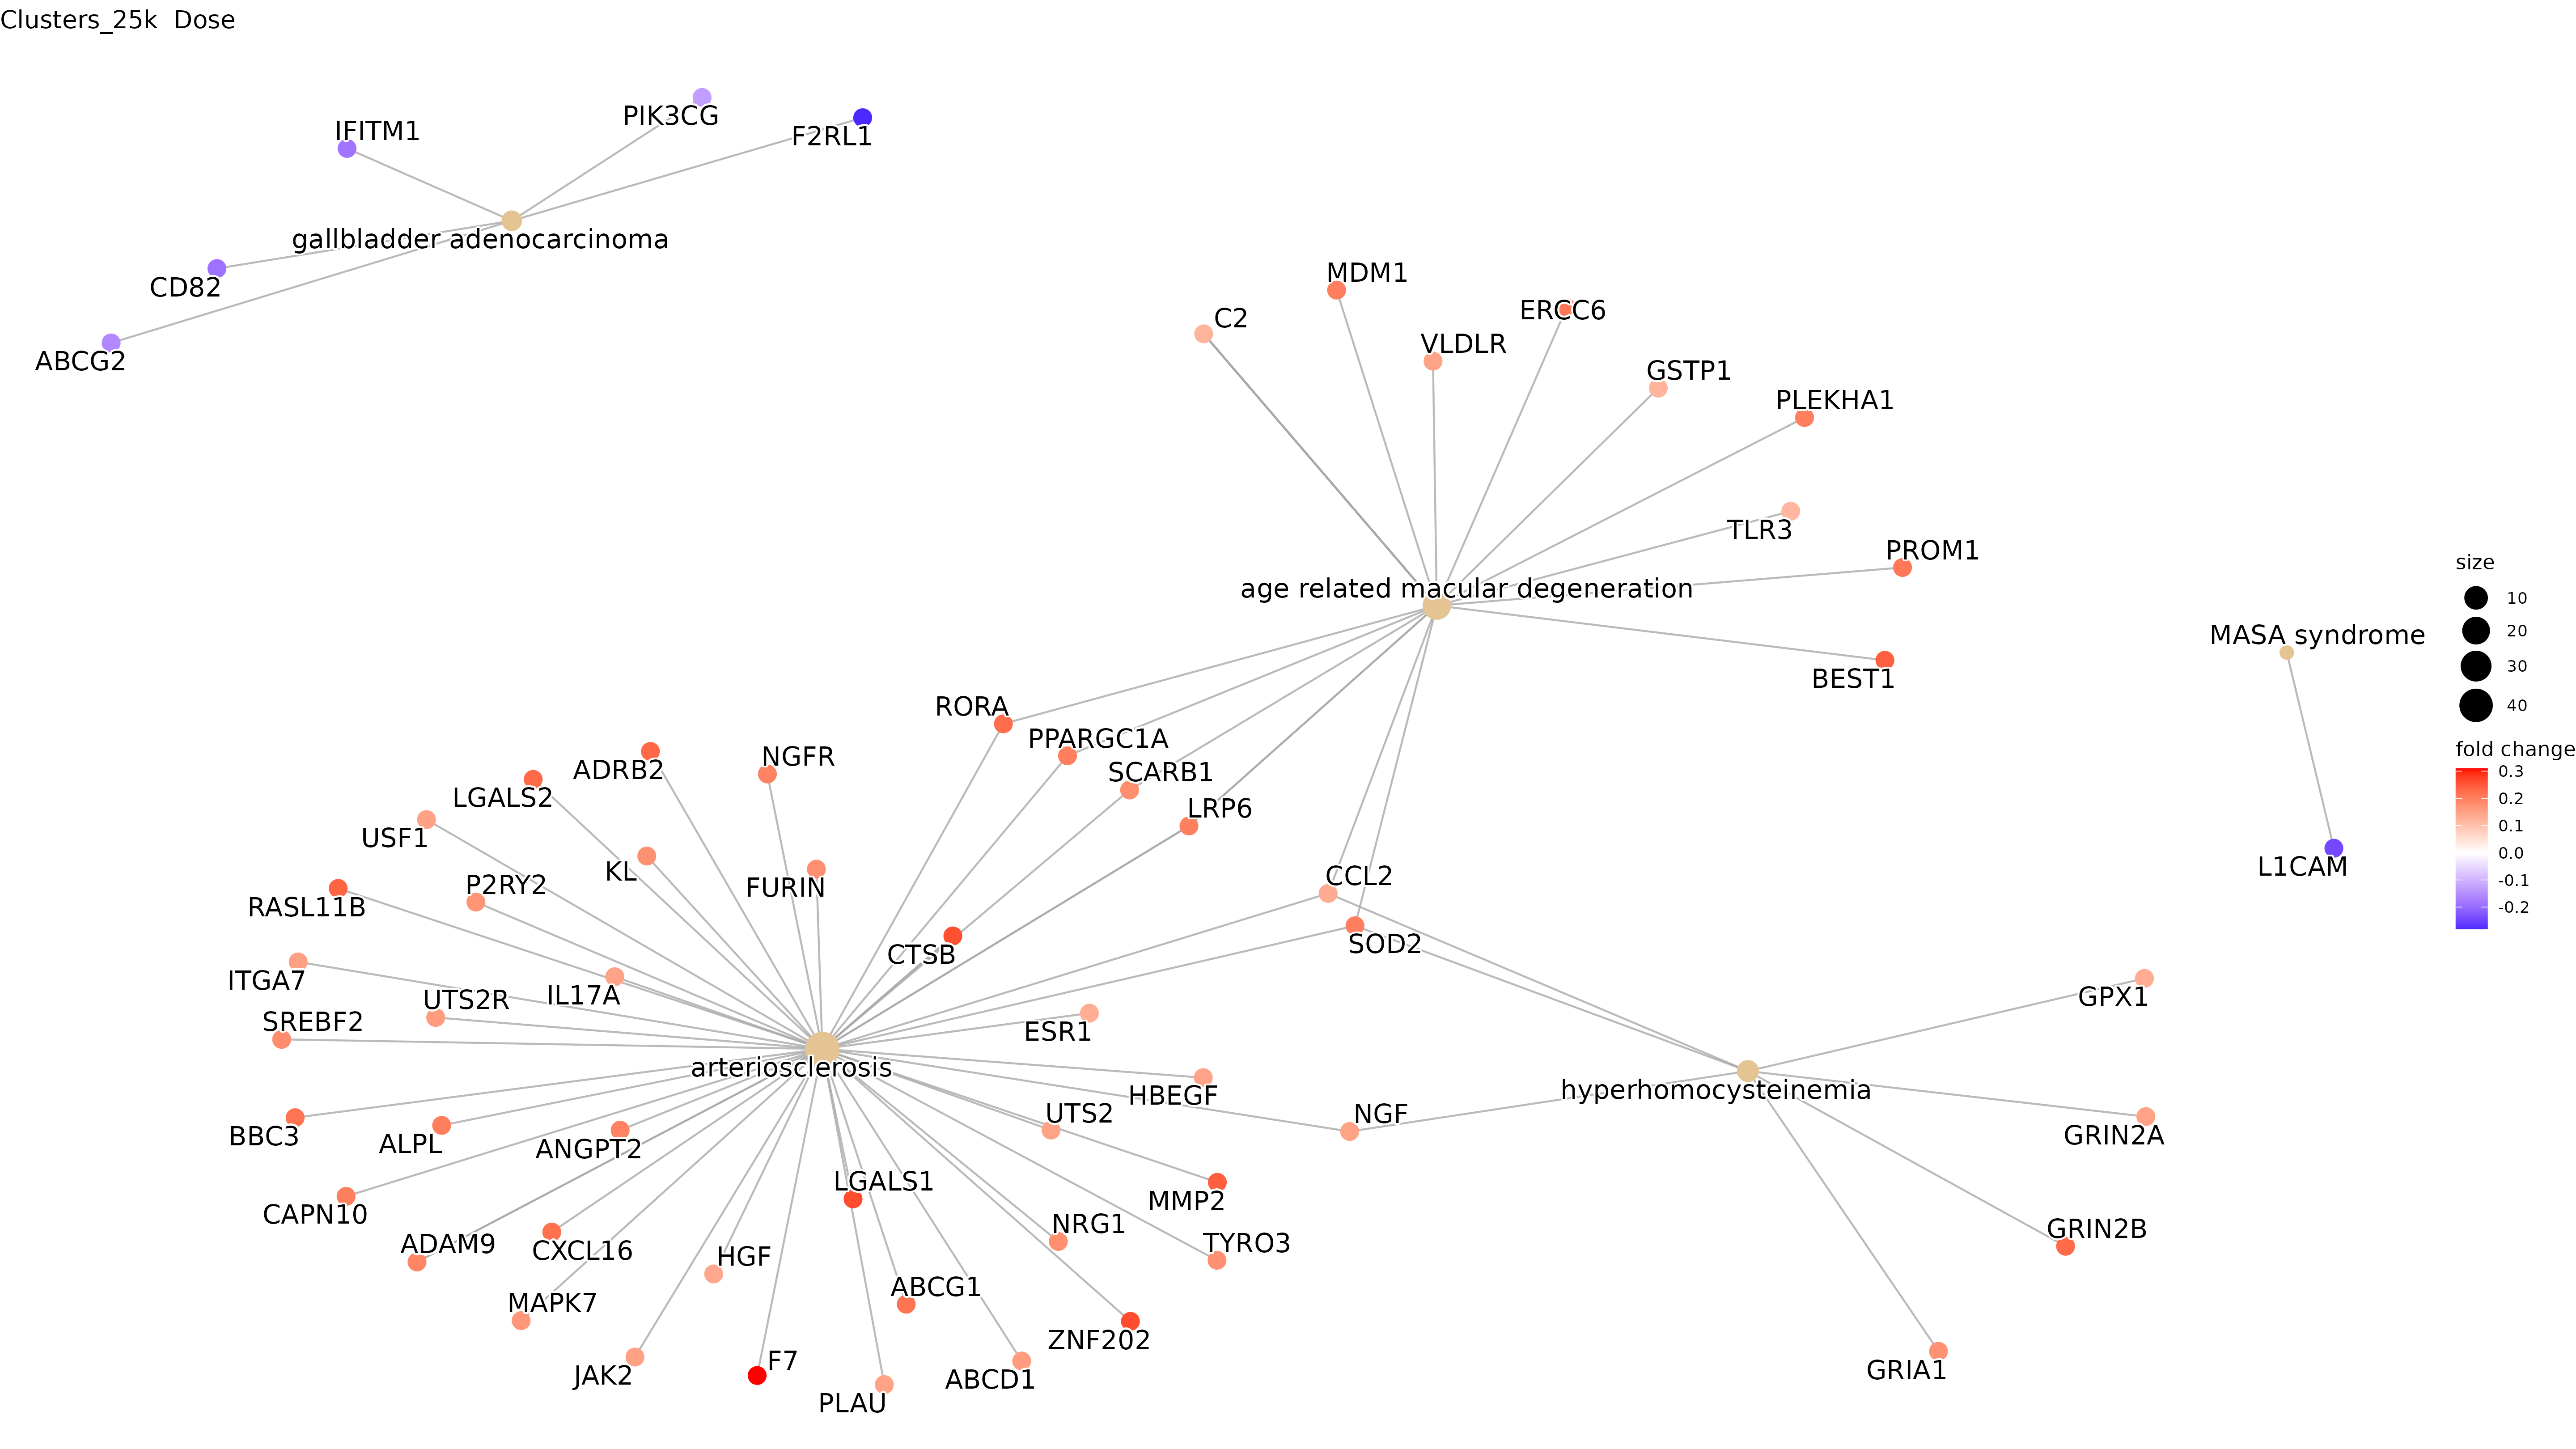 Clusters_25k  Dose
PIK3CG
IFITM1
F2RL1
gallbladder adenocarcinoma
CD82
ABCG2
MDM1
C2
ERCC6
VLDLR
GSTP1
PLEKHA1
TLR3
PROM1
age related macular degeneration
BEST1
MASA syndrome
L1CAM
size
10
20
30
40
fold change
0.3
0.2
0.1
0.0
-0.1
-0.2
RORA
PPARGC1A
SCARB1
LRP6
NGFR
ADRB2
LGALS2
USF1
KL
FURIN
P2RY2
RASL11B
CCL2
SOD2
CTSB
ITGA7
UTS2R
IL17A
SREBF2
ESR1
arteriosclerosis
HBEGF
UTS2
NGF
hyperhomocysteinemia
GPX1
GRIN2A
GRIN2B
GRIA1
BBC3
ALPL
ANGPT2
CAPN10
LGALS1
MMP2
NRG1
TYRO3
ADAM9
CXCL16
HGF
ABCG1
MAPK7
ZNF202
JAK2
F7
ABCD1
PLAU